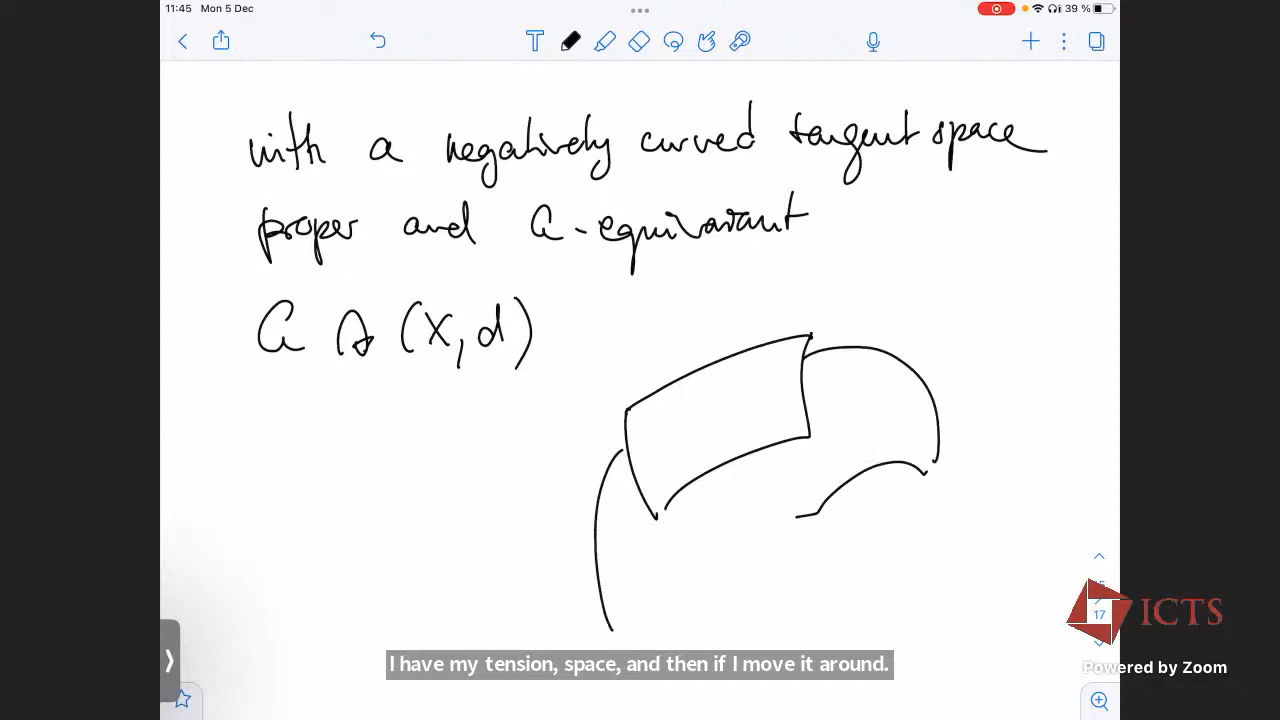 11:45 Mon 5 Dec
39 %
with a negatively curved tangent space
proper and G-equivariant
G ↷ (X, d)
17
ICTS
I have my tension, space, and then if I move it around.
Powered by Zoom